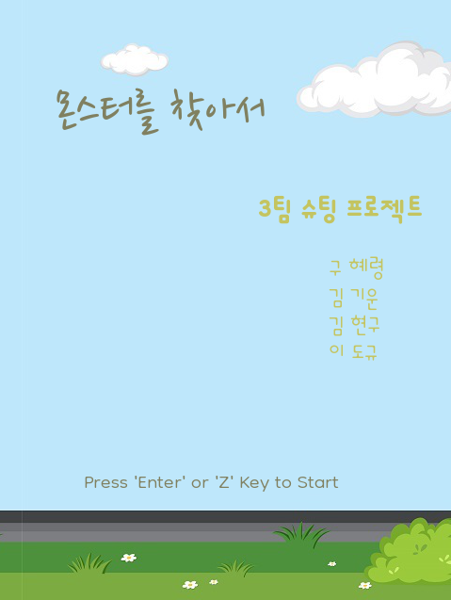 몬스터를 찾아서
3팀 슈팅 프로젝트
구 혜령
김 기운
김 현구
이 도규
Press 'Enter' or 'Z' Key to Start